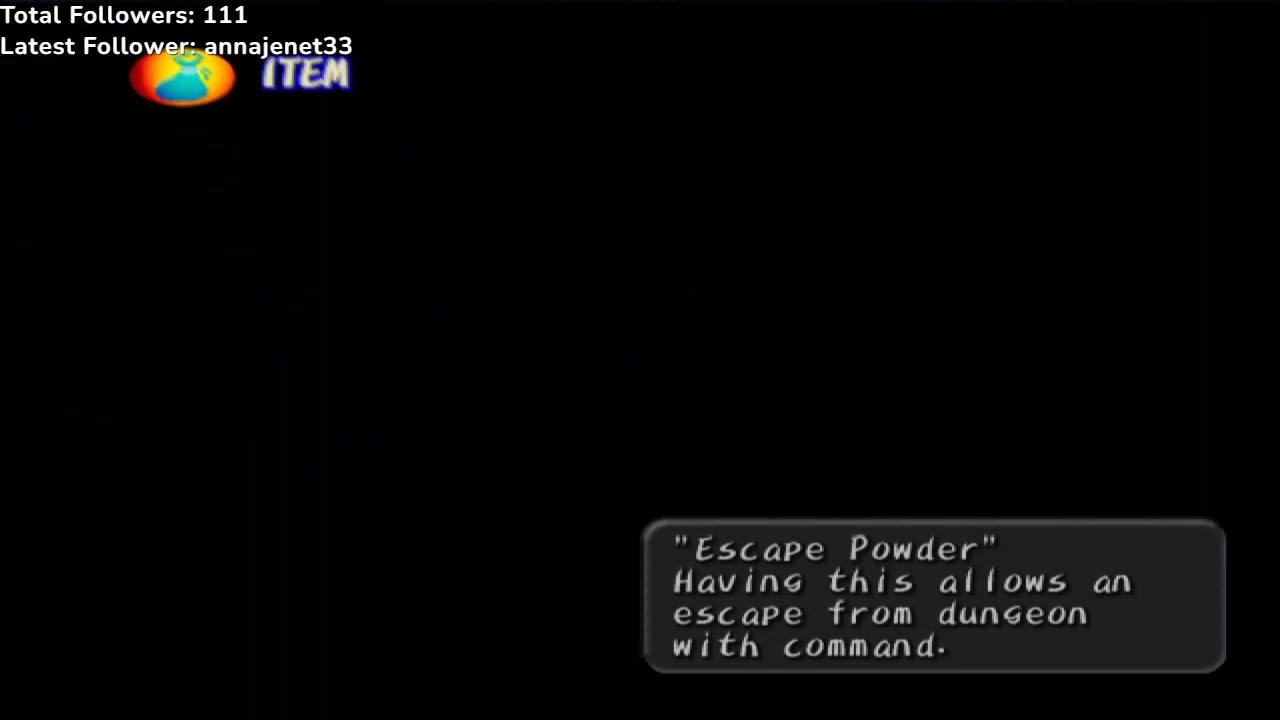 Total Followers: 111
Latest Follower: annajenet33
ITEM
"Escape Powder"
Having this allows an
escape from dungeon
with command.